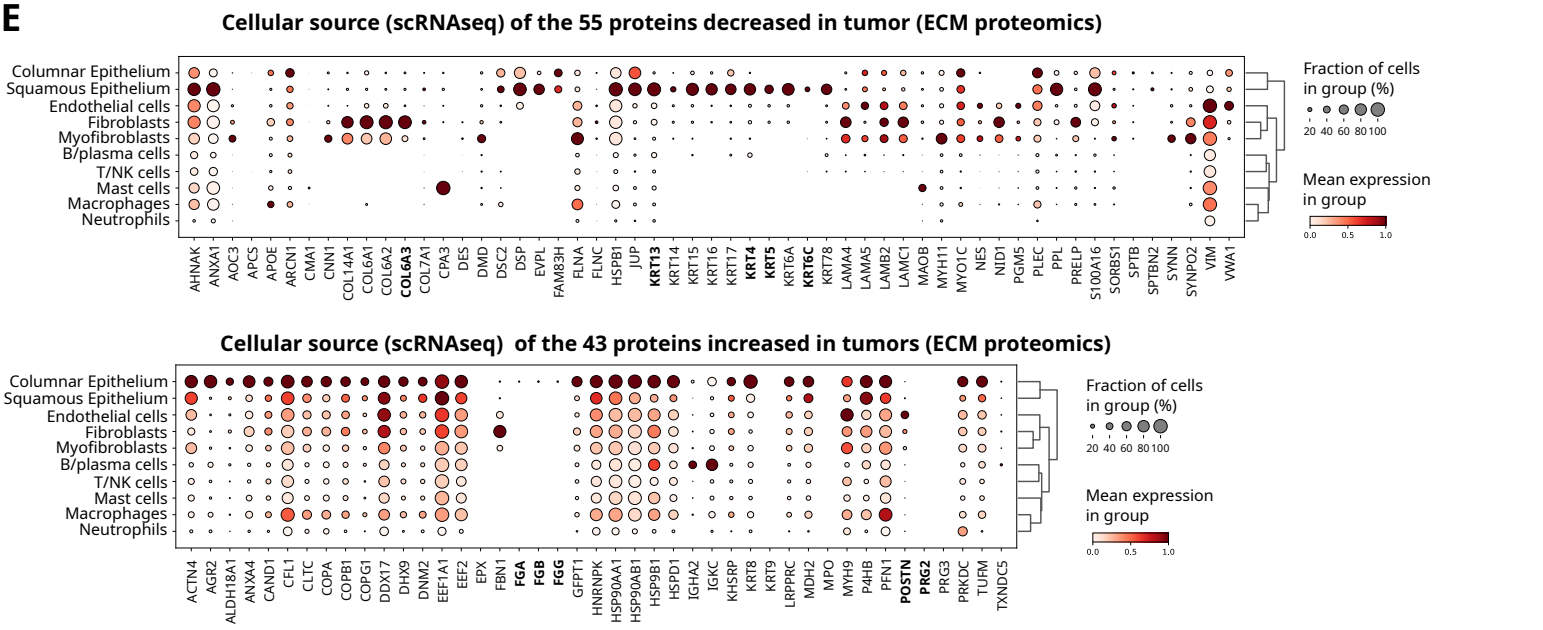 E
Cellular source (scRNAseq) of the 55 proteins decreased in tumor (ECM proteomics)
Columnar Epithelium
Squamous Epithelium
Endothelial cells
Fibroblasts
Myofibroblasts
B/plasma cells
T/NK cells
Mast cells
Macrophages
Neutrophils
AHNAK
ANXA1
AOC3
APCS
APOE
ARCN1
CMA1
CNN1
COL14A1
COL6A1
COL6A2
COL6A3
COL7A1
CPA3
DES
DMD
DSC2
DSP
EVPL
FAM83H
FLNA
FLNC
HSPB1
JUP
KRT13
KRT14
KRT15
KRT16
KRT17
KRT4
KRT5
KRT6A
KRT6C
KRT78
LAMA4
LAMA5
LAMB2
LAMC1
MAOB
MYH11
MYO1C
NES
NID1
PGM5
PLEC
PPL
PRELP
S100A16
SORBS1
SPTB
SPTBN2
SYNN
SYNPO2
VIM
VWA1
Fraction of cells
in group (%)
20 40 60 80 100
Mean expression
in group
0.0 0.5 1.0
Cellular source (scRNAseq)  of the 43 proteins increased in tumors (ECM proteomics)
Columnar Epithelium
Squamous Epithelium
Endothelial cells
Fibroblasts
Myofibroblasts
B/plasma cells
T/NK cells
Mast cells
Macrophages
Neutrophils
ACTN4
AGR2
ALDH18A1
ANXA4
CAND1
CFL1
CLTC
COPA
COPB1
COPG1
DDX17
DHX9
DNM2
EEF1A1
EEF2
EPX
FBN1
FGA
FGB
FGG
GFPT1
HNRNPK
HSP90AA1
HSP90AB1
HSP9B1
HSPD1
IGHA2
IGKC
KHSRP
KRT8
KRT9
LRPPRC
MDH2
MPO
MYH9
P4HB
PFN1
POSTN
PRG2
PRG3
PRKDC
TUFM
TXNDC5
Fraction of cells
in group (%)
20 40 60 80 100
Mean expression
in group
0.0 0.5 1.0